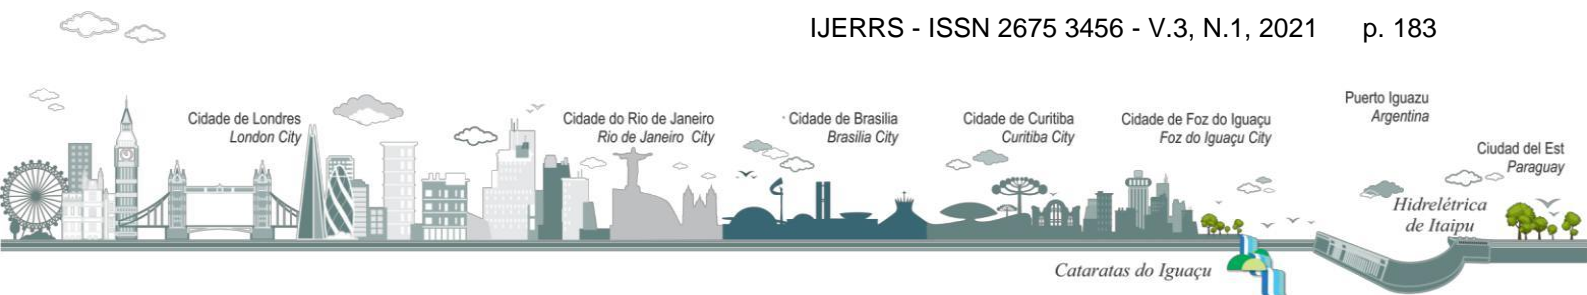 IJERRS - ISSN 2675 3456 - V.3, N.1, 2021 p. 183
Cidade de Londres
London City
Cidade do Rio de Janeiro
Rio de Janeiro City
Cidade de Brasilia
Brasilia City
Cidade de Curitiba
Curitiba City
Cidade de Foz do Iguaçu
Foz do Iguaçu City
Puerto Iguazu
Argentina
Ciudad del Est
Paraguay
Hidrelétrica
de Itaipu
Cataratas do Iguaçu